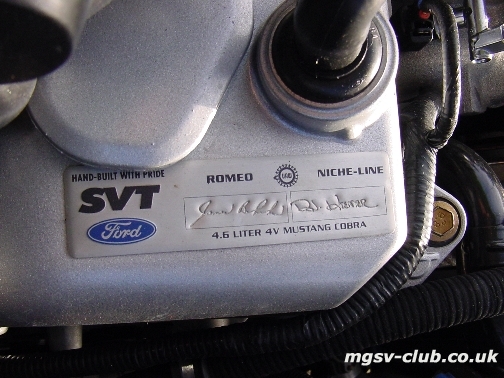 HAND-BUILT WITH PRIDE
SVT
Ford
ROMEO NICHE-LINE
4.6 LITER 4V MUSTANG COBRA
mgsv-club.co.uk